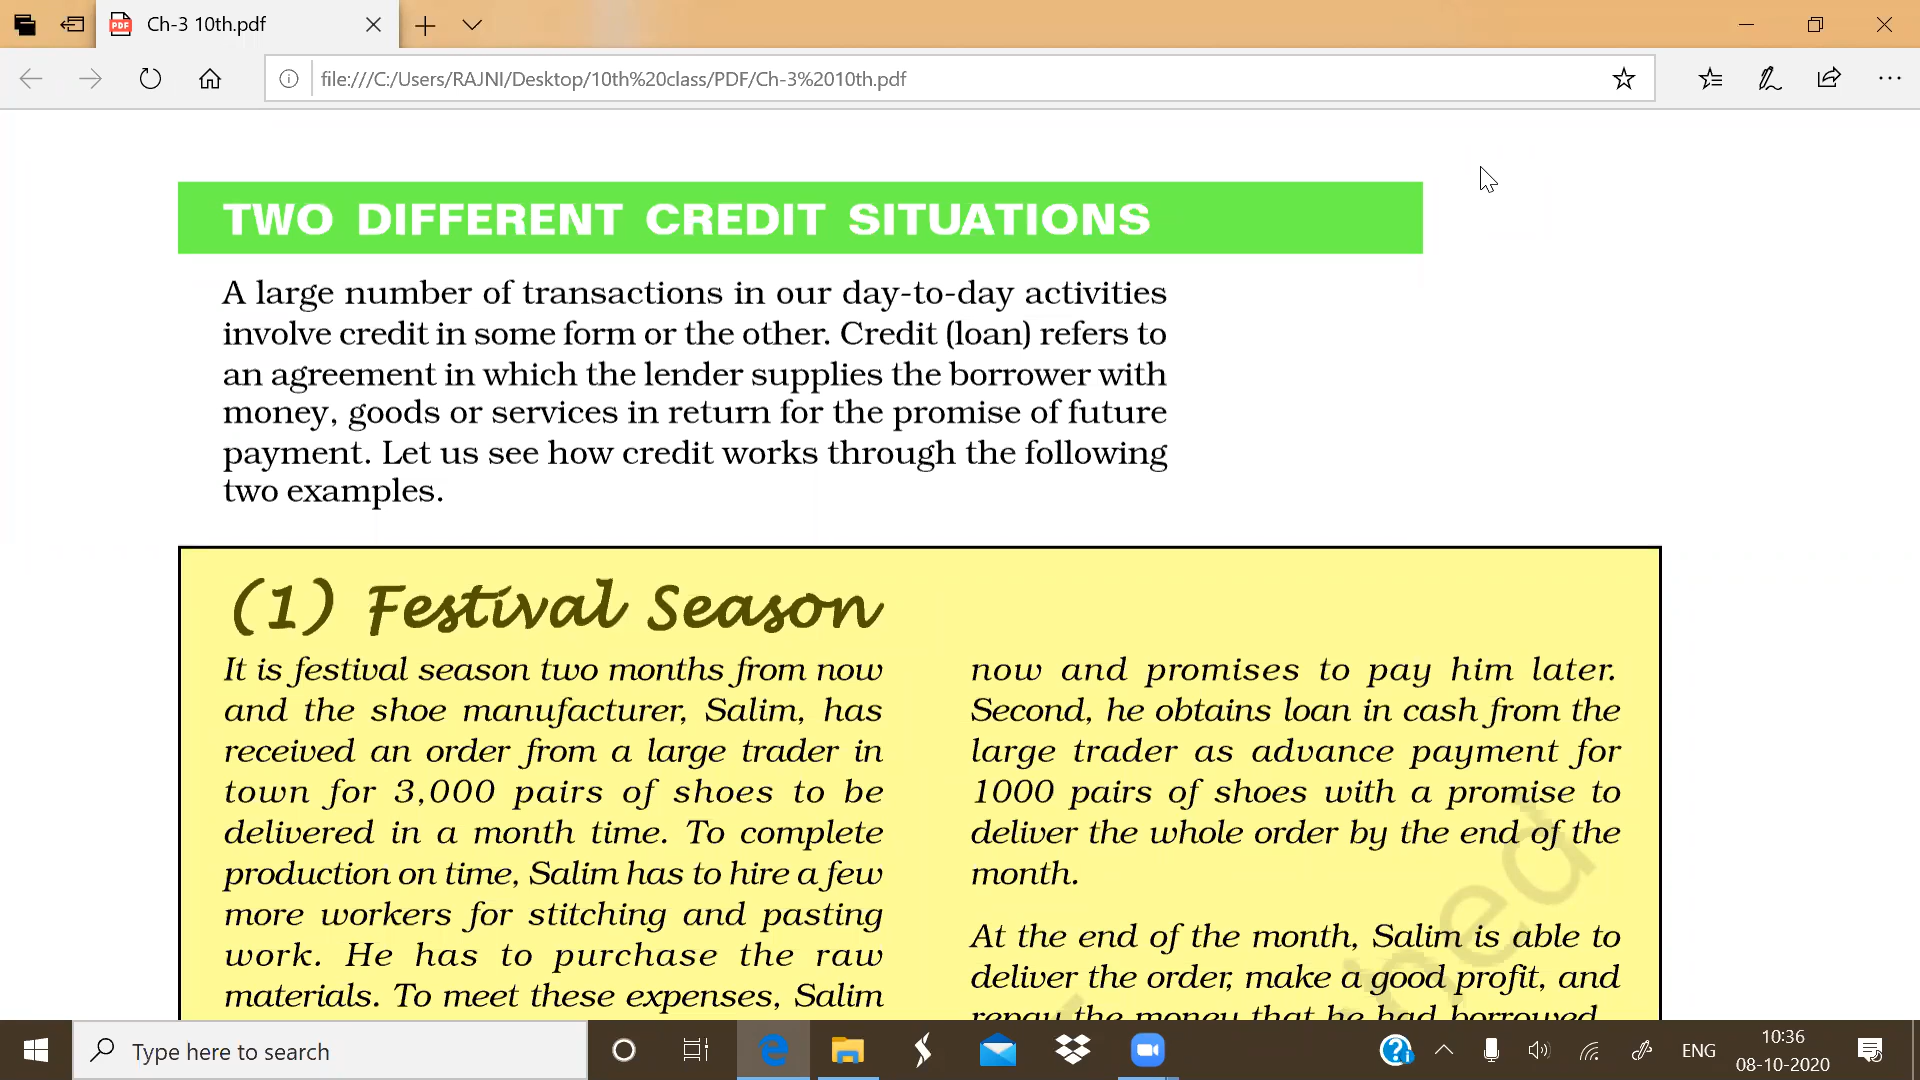 Ch-3 10th.pdf
file:///C:/Users/RAJNI/Desktop/10th%20class/PDF/Ch-3%2010th.pdf
TWO DIFFERENT CREDIT SITUATIONS
A large number of transactions in our day-to-day activities
involve credit in some form or the other. Credit (loan) refers to
an agreement in which the lender supplies the borrower with
money, goods or services in return for the promise of future
payment. Let us see how credit works through the following
two examples.
(1) Festival Season
It is festival season two months from now
and the shoe manufacturer, Salim, has
received an order from a large trader in
town for 3,000 pairs of shoes to be
delivered in a month time. To complete
production on time, Salim has to hire a few
more workers for stitching and pasting
work. He has to purchase the raw
materials. To meet these expenses, Salim
now and promises to pay him later.
Second, he obtains loan in cash from the
large trader as advance payment for
1000 pairs of shoes with a promise to
deliver the whole order by the end of the
month.
At the end of the month, Salim is able to
deliver the order, make a good profit, and
repay the money that he had borrowed.
Type here to search
ENG
10:36
08-10-2020